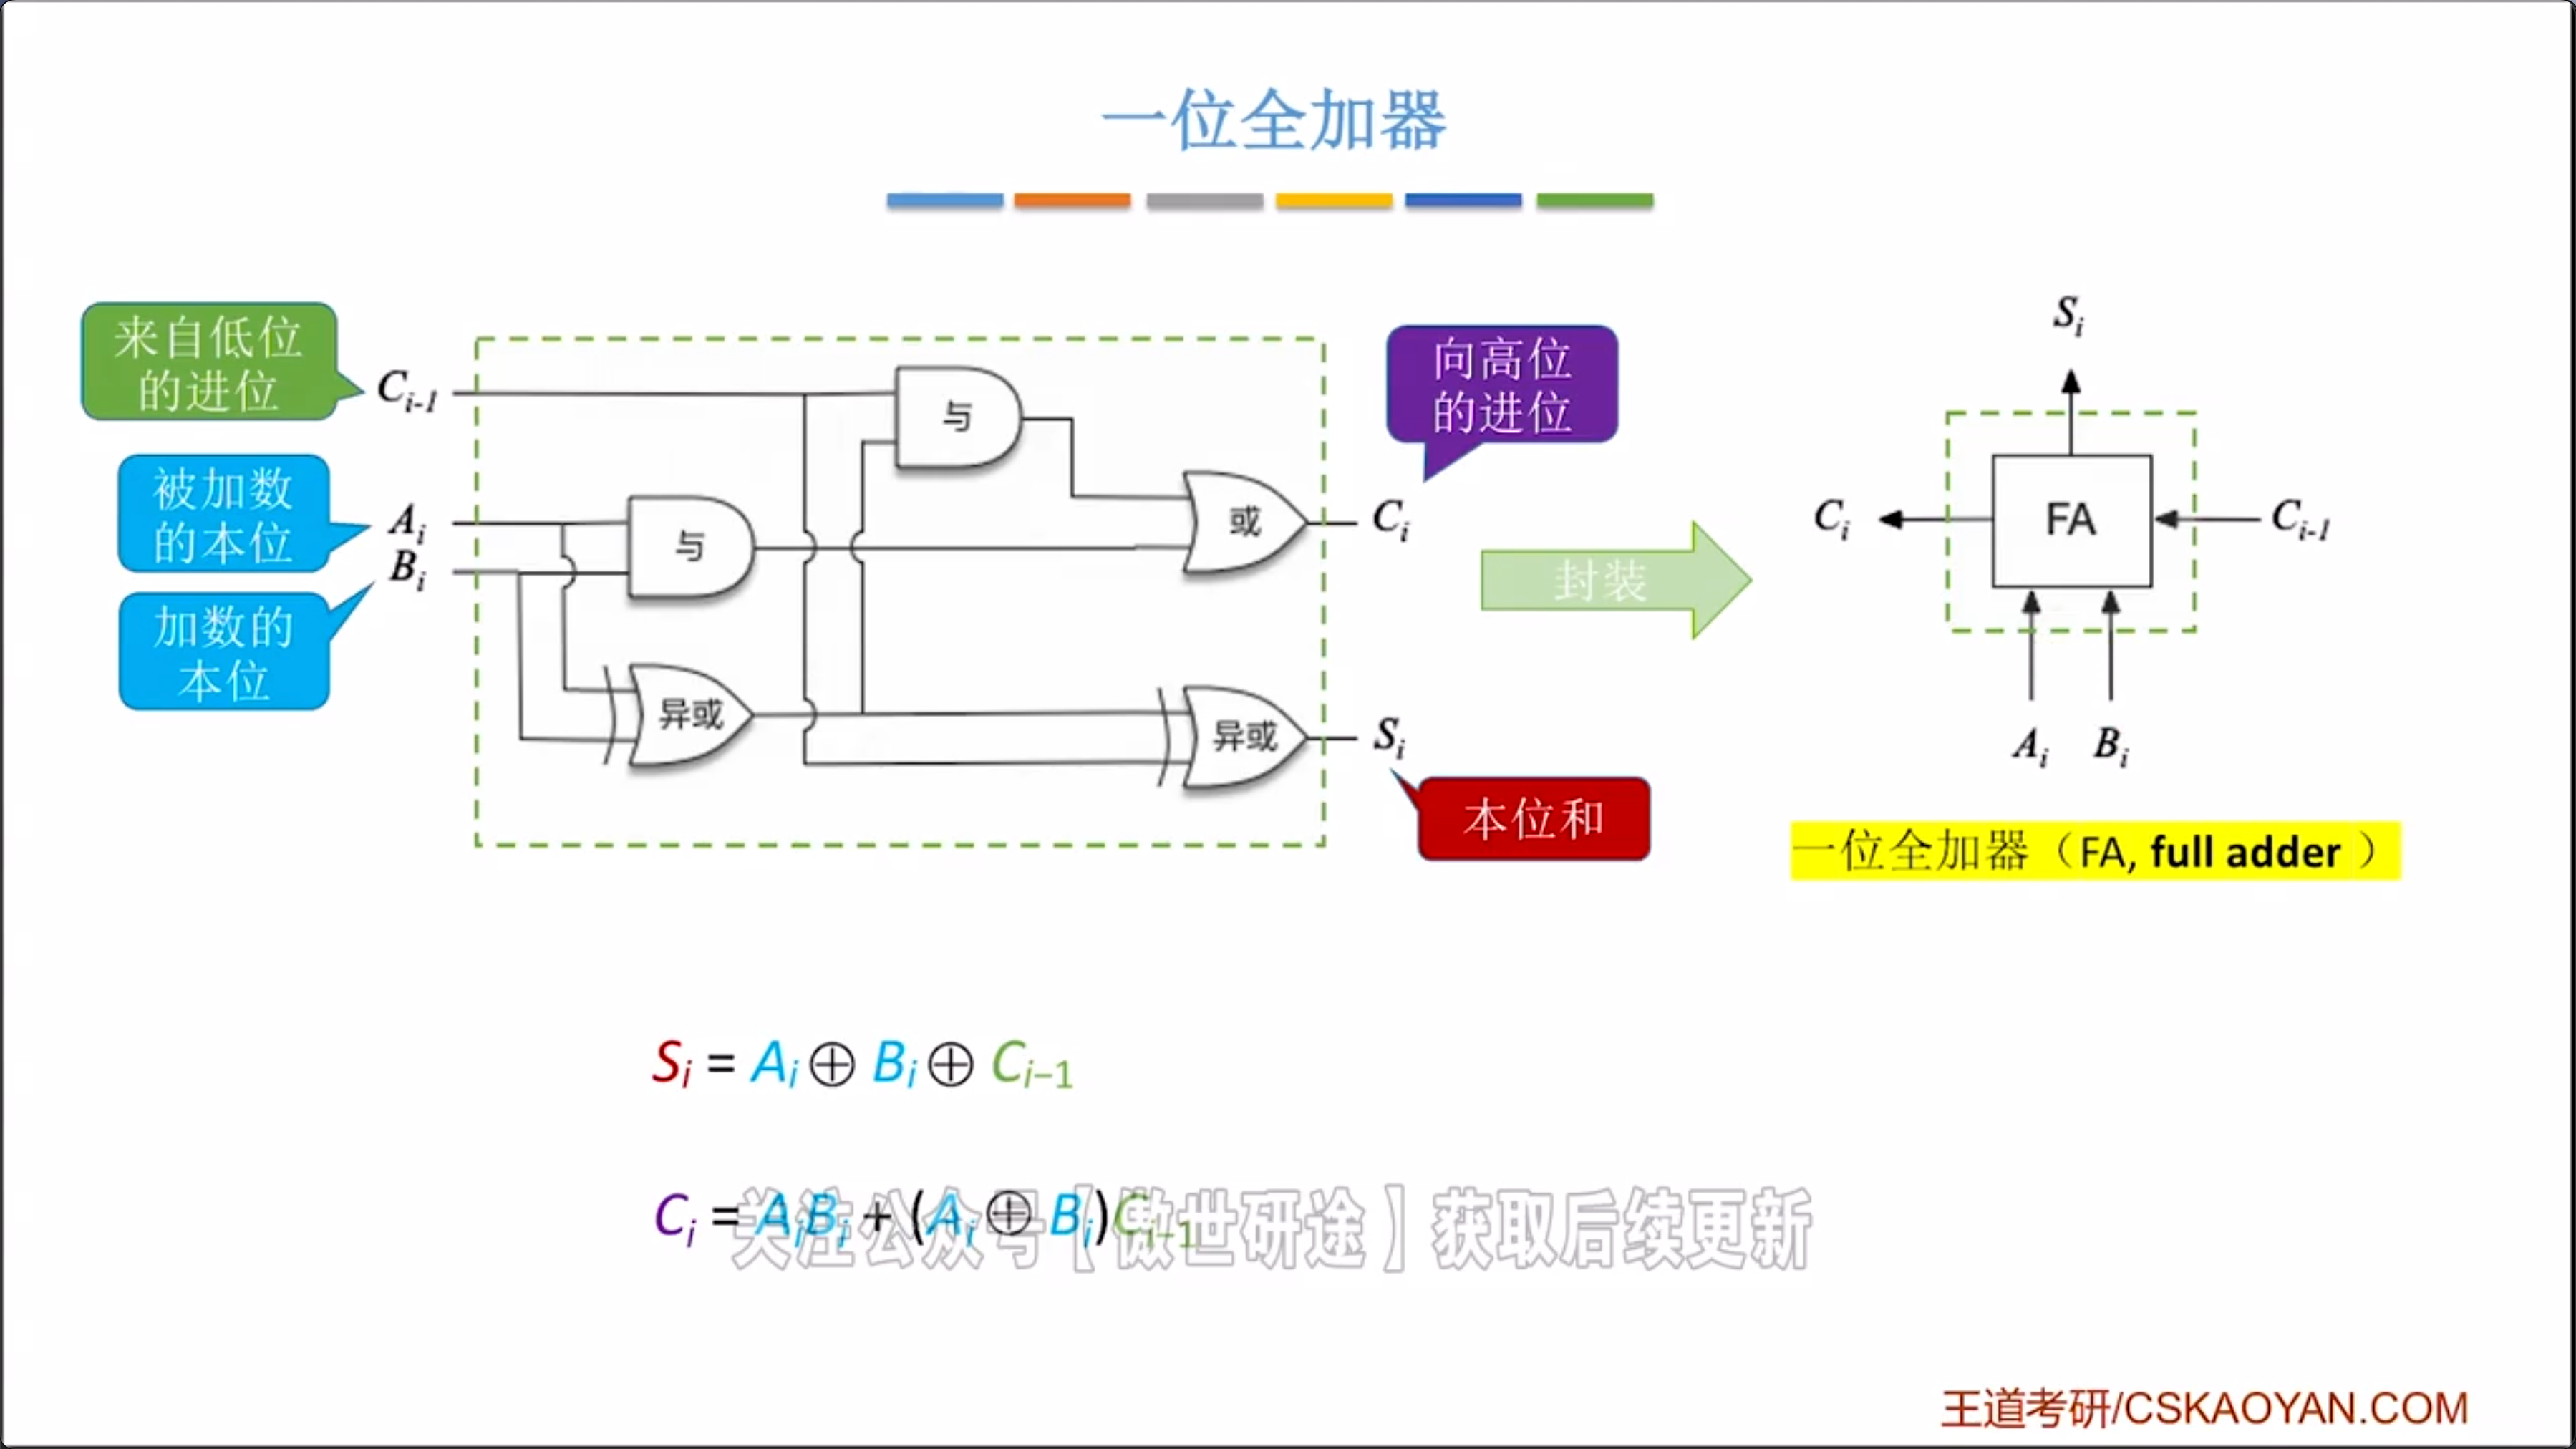 一位全加器
来自低位
的进位
C_{i-1}
被加数
的本位
A_i
B_i
加数的
本位
与
与
或
异或
异或
向高位
的进位
C_i
S_i
本位和
封装
S_i
C_i
FA
C_{i-1}
A_i B_i
一位全加器（FA, full adder ）
S_i = A_i ⊕ B_i ⊕ C_{i−1}
C_i = A_iB_i + (A_i ⊕ B_i)C_{i−1}
关注公众号【傲世研途】获取后续更新
王道考研/CSKAOYAN.COM